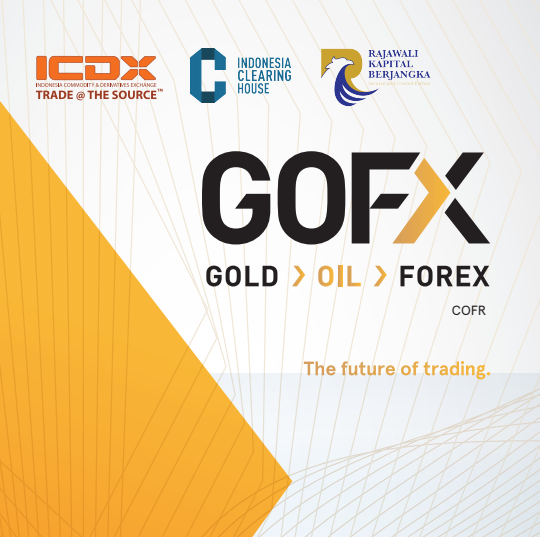 ICDX
INDONESIA COMMODITY & DERIVATIVES EXCHANGE
TRADE @ THE SOURCE™
INDONESIA
CLEARING
HOUSE
RAJAWALI
KAPITAL
BERJANGKA
GOFX
GOLD > OIL > FOREX
COFR
The future of trading.